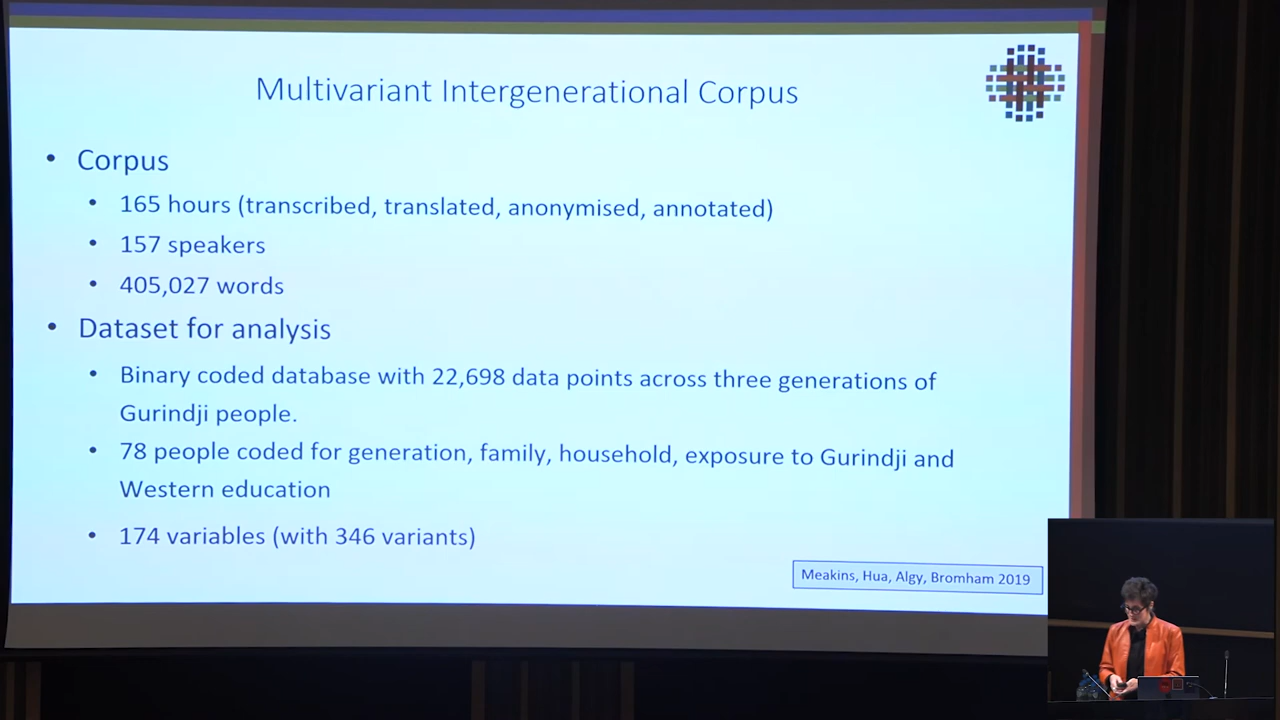 Multivariant Intergenerational Corpus
• Corpus
• 165 hours (transcribed, translated, anonymised, annotated)
• 157 speakers
• 405,027 words
• Dataset for analysis
• Binary coded database with 22,698 data points across three generations of
Gurindji people.
• 78 people coded for generation, family, household, exposure to Gurindji and
Western education
• 174 variables (with 346 variants)
Meakins, Hua, Algy, Bromham 2019